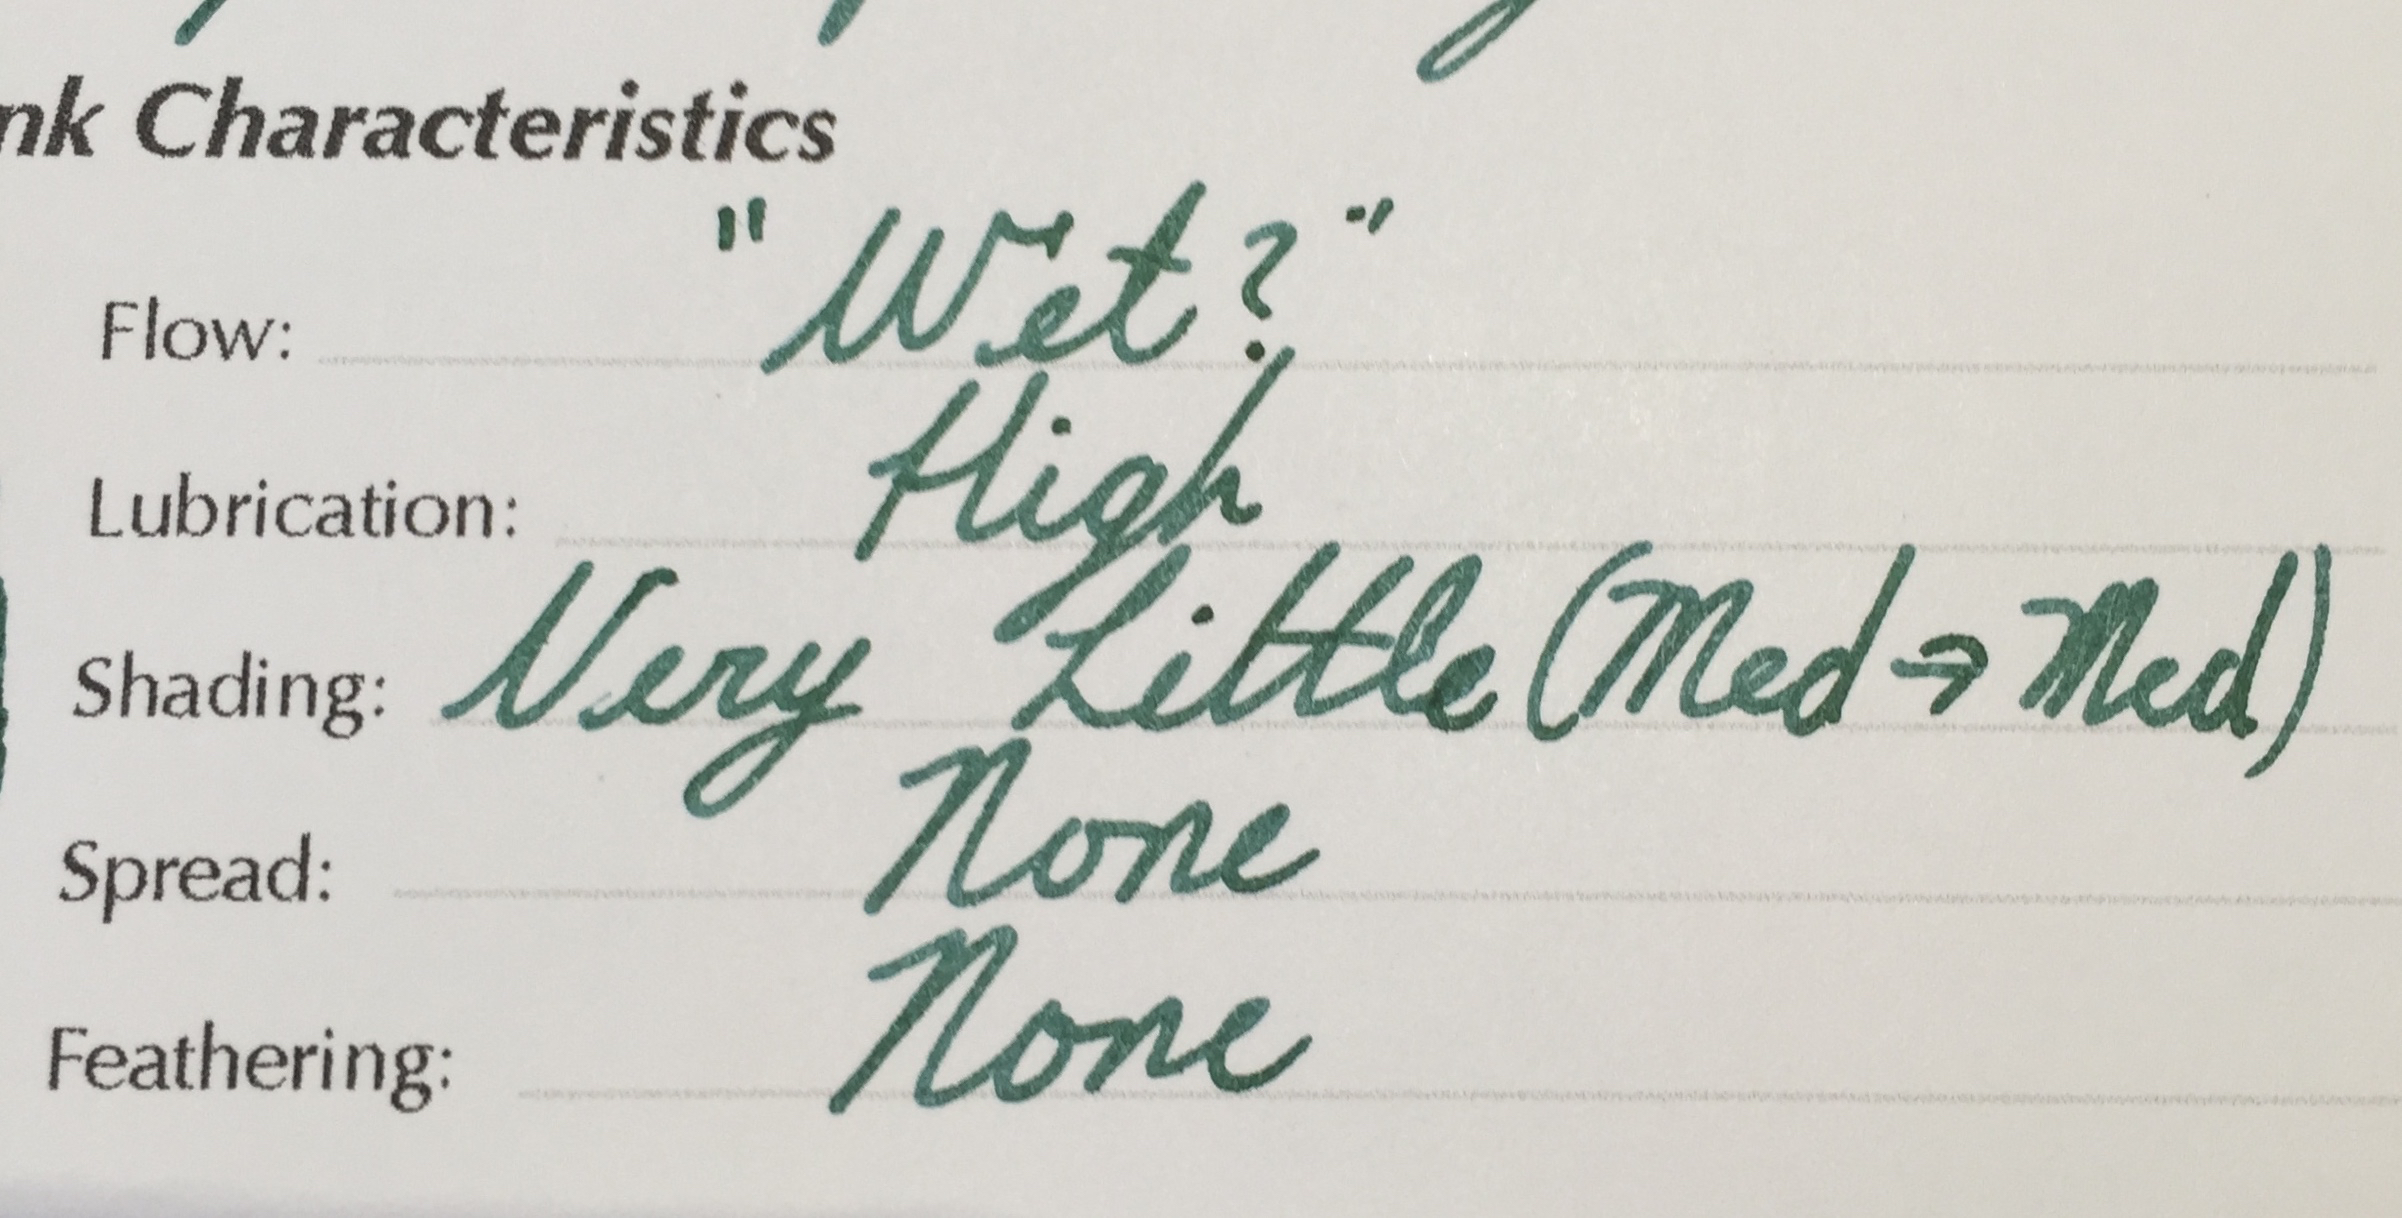 nk Characteristics
Flow: "Wet?"
Lubrication: High
Shading: Very Little (Med → Med)
Spread: None
Feathering: None